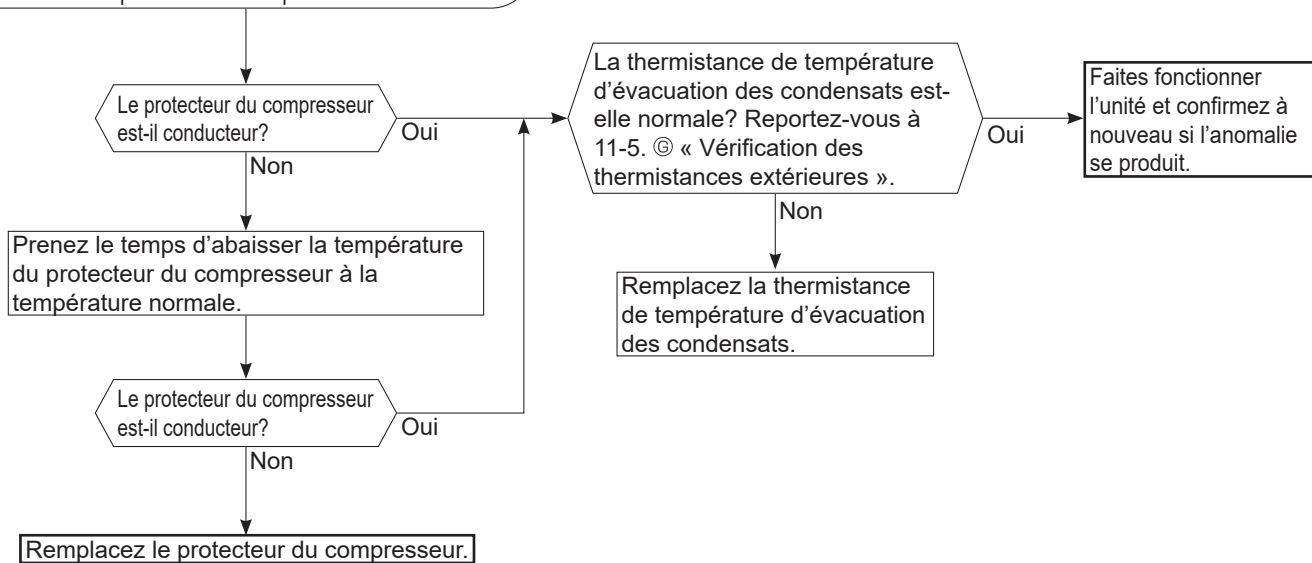 Le protecteur du compresseur
est-il conducteur?
Oui
Non
Prenez le temps d'abaisser la température
du protecteur du compresseur à la
température normale.
Le protecteur du compresseur
est-il conducteur?
Oui
Non
Remplacez le protecteur du compresseur.
La thermistance de température
d'évacuation des condensats est-
elle normale? Reportez-vous à
11-5. Ⓖ « Vérification des
thermistances extérieures ».
Oui
Non
Remplacez la thermistance
de température d'évacuation
des condensats.
Faites fonctionner
l'unité et confirmez à
nouveau si l'anomalie
se produit.